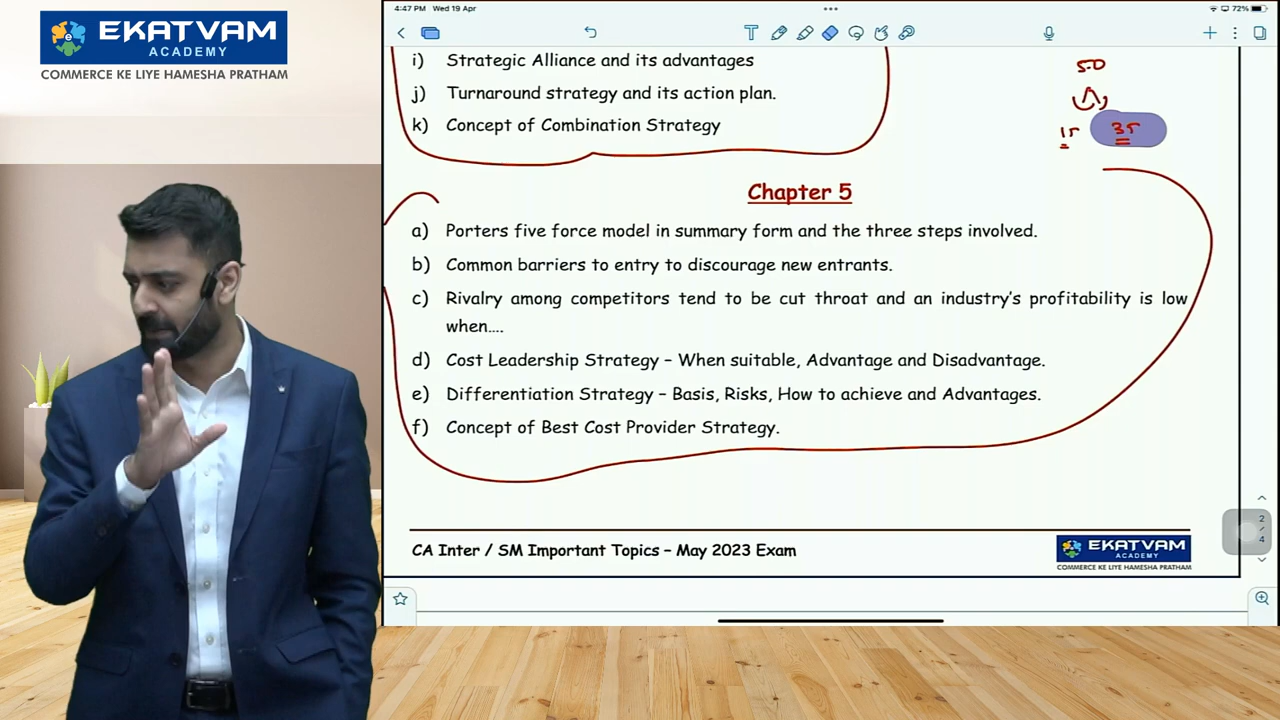 EKATVAM
ACADEMY
COMMERCE KE LIYE HAMESHA PRATHAM
4:47 PM Wed 19 Apr
72%
T
i) Strategic Alliance and its advantages
j) Turnaround strategy and its action plan.
k) Concept of Combination Strategy
50
15 35
Chapter 5
a) Porters five force model in summary form and the three steps involved.
b) Common barriers to entry to discourage new entrants.
c) Rivalry among competitors tend to be cut throat and an industry's profitability is low
when....
d) Cost Leadership Strategy – When suitable, Advantage and Disadvantage.
e) Differentiation Strategy – Basis, Risks, How to achieve and Advantages.
f) Concept of Best Cost Provider Strategy.
2
/
4
CA Inter / SM Important Topics – May 2023 Exam
EKATVAM
ACADEMY
COMMERCE KE LIYE HAMESHA PRATHAM